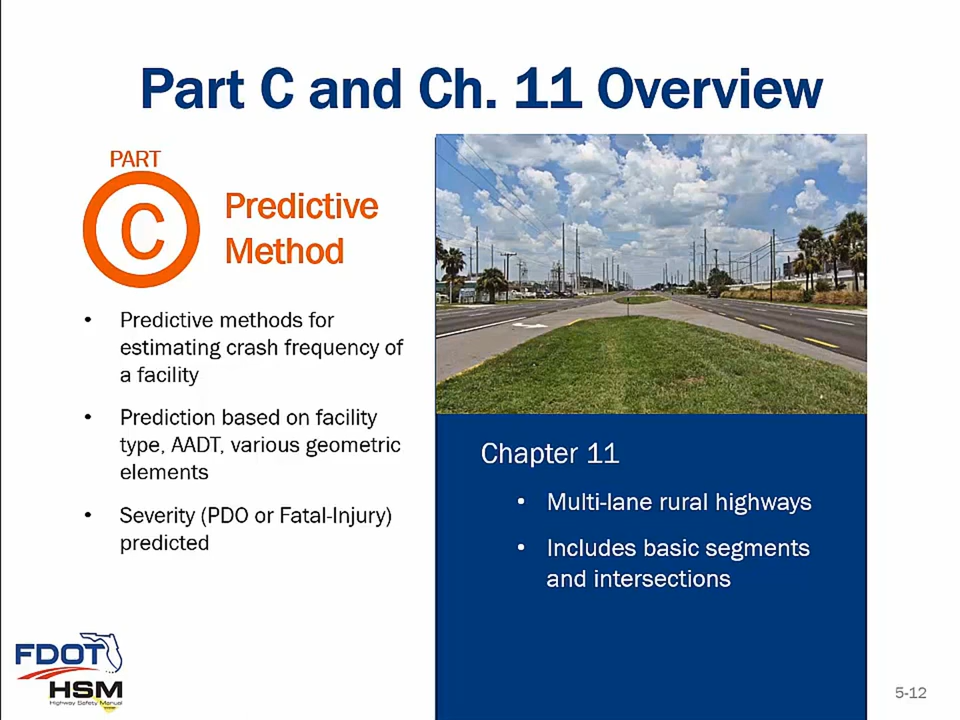 Part C and Ch. 11 Overview
PART
C
Predictive
Method
• Predictive methods for
estimating crash frequency of
a facility
• Prediction based on facility
type, AADT, various geometric
elements
• Severity (PDO or Fatal-Injury)
predicted
Chapter 11
• Multi-lane rural highways
• Includes basic segments
and intersections
FDOT
HSM
Highway Safety Manual
5-12